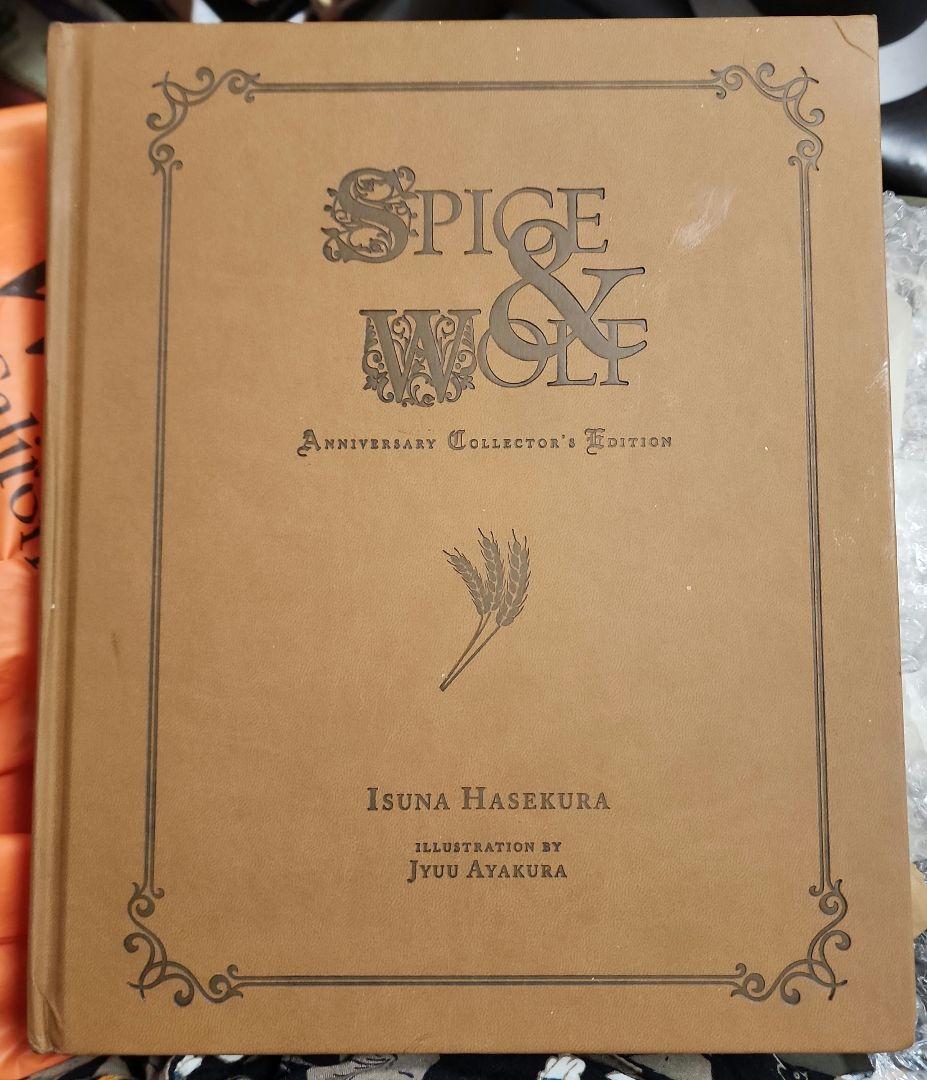 SPICE
&
WOLF
ANNIVERSARY COLLECTOR'S EDITION
ISUNA HASEKURA
ILLUSTRATION BY
JYUU AYAKURA